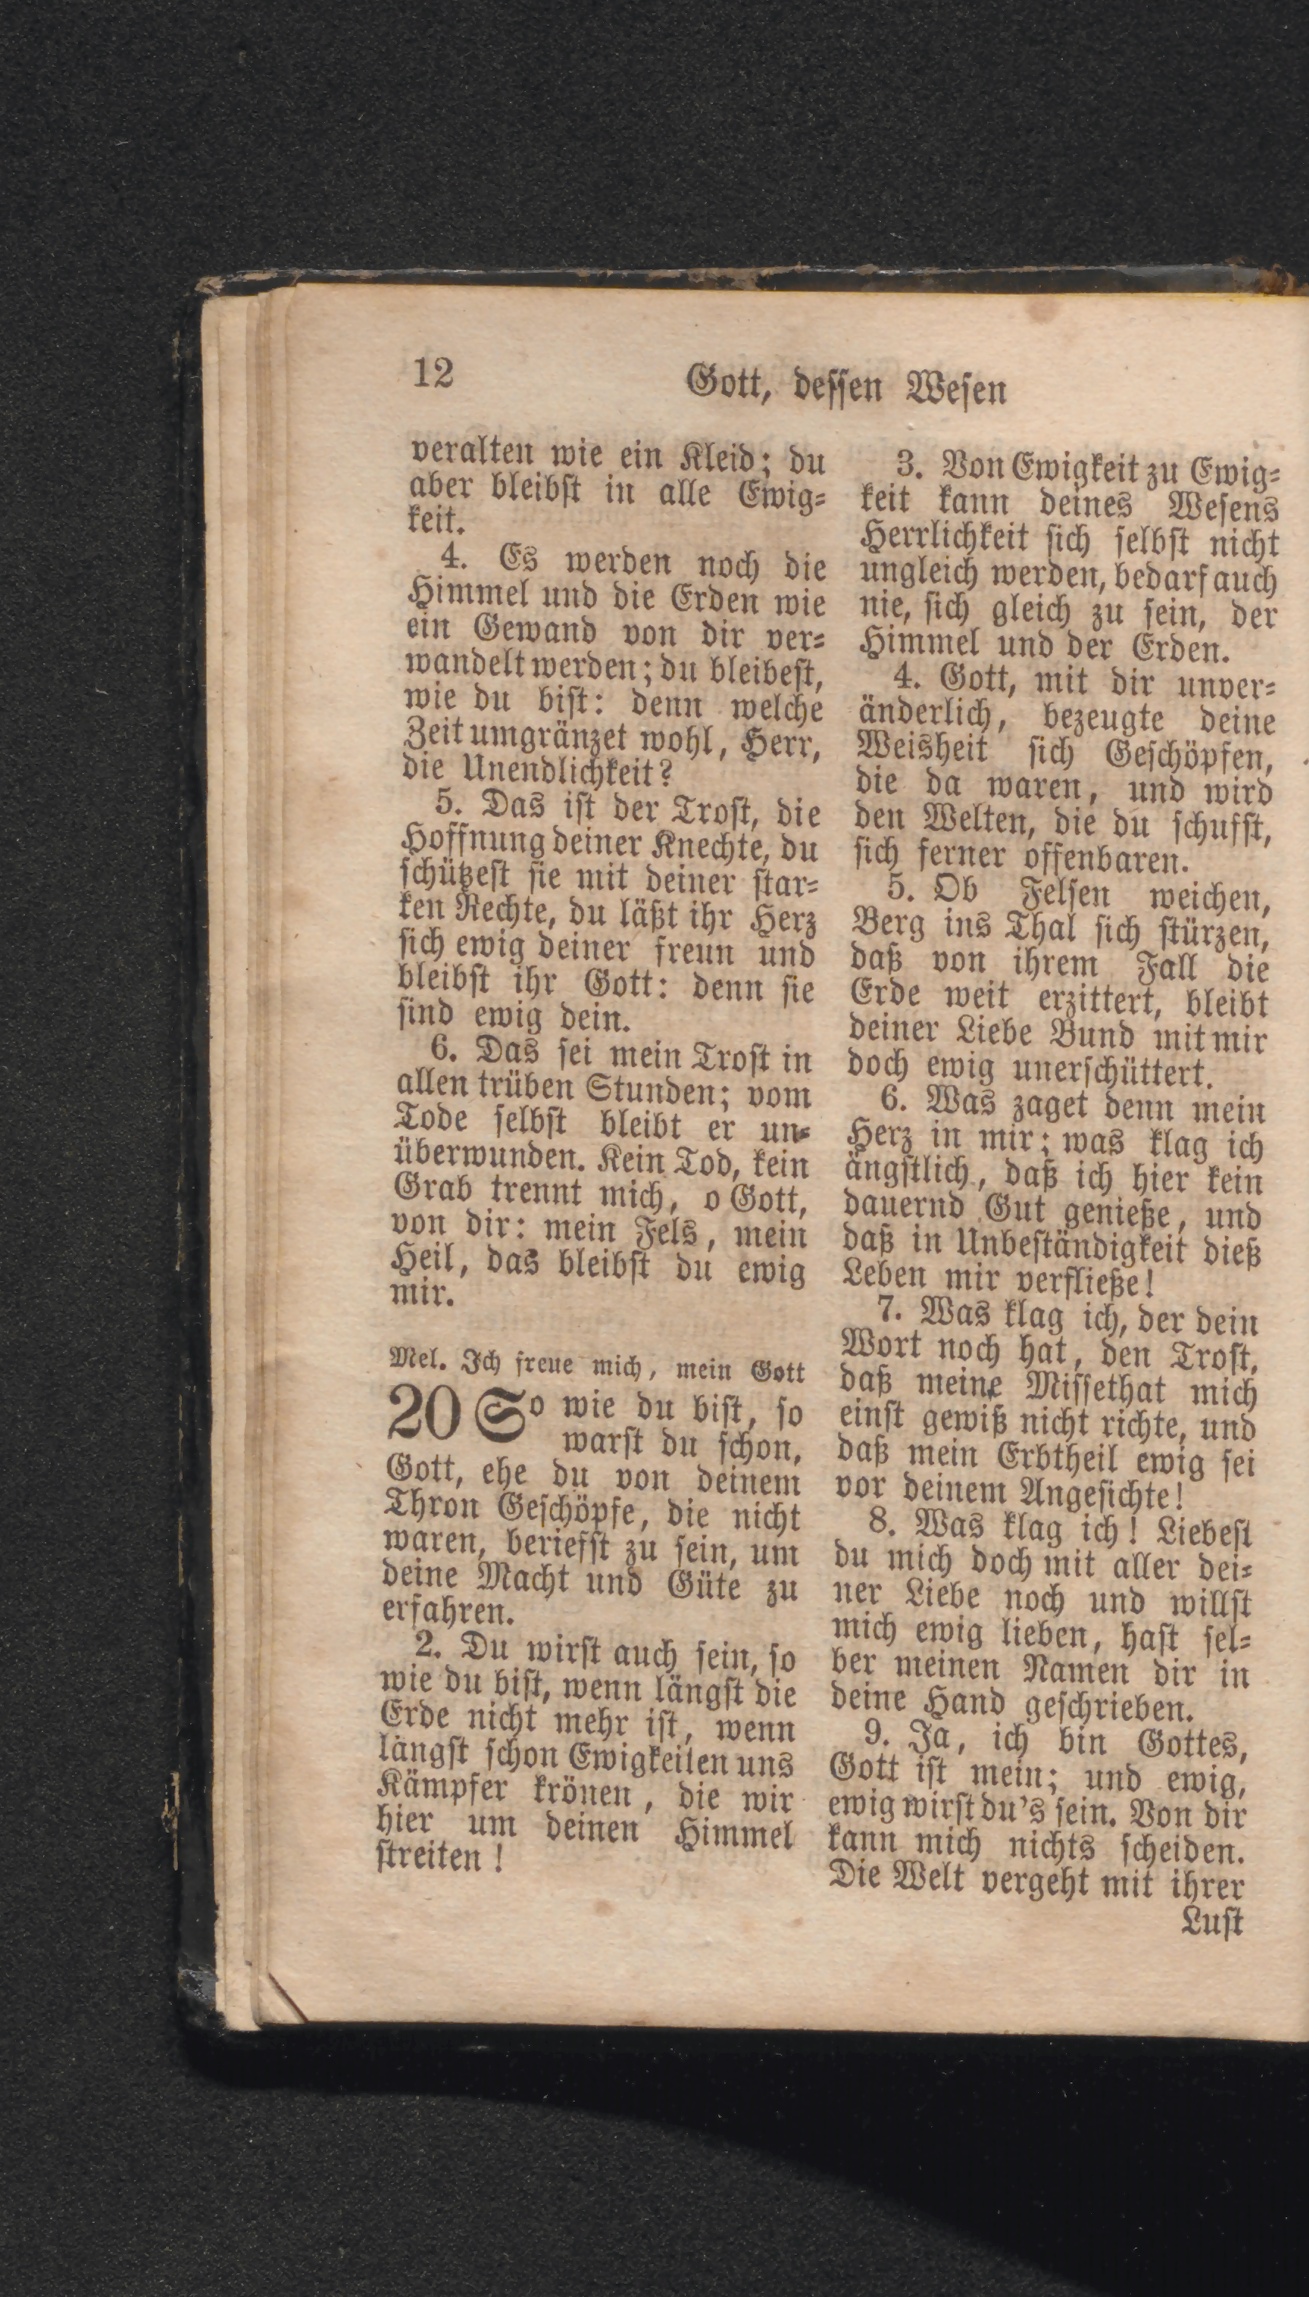 12
Gott, dessen Wesen
veralten wie ein Kleid; du
aber bleibst in alle Ewig-
keit.
4. Es werden noch die
Himmel und die Erden wie
ein Gewand von dir ver-
wandelt werden; du bleibest,
wie du bist: denn welche
Zeit umgränzet wohl, Herr,
die Unendlichkeit?
5. Das ist der Trost, die
Hoffnung deiner Knechte, du
schützest sie mit deiner star-
ken Rechte, du läßt ihr Herz
sich ewig deiner freun und
bleibst ihr Gott: denn sie
sind ewig dein.
6. Das sei mein Trost in
allen trüben Stunden; vom
Tode selbst bleibt er un-
überwunden. Kein Tod, kein
Grab trennt mich, o Gott,
von dir: mein Fels, mein
Heil, das bleibst du ewig
mir.
Mel. Ich freue mich, mein Gott
20 So wie du bist, so
warst du schon,
Gott, ehe du von deinem
Thron Geschöpfe, die nicht
waren, beriefst zu sein, um
deine Macht und Güte zu
erfahren.
2. Du wirst auch sein, so
wie du bist, wenn längst die
Erde nicht mehr ist, wenn
längst schon Ewigkeiten uns
Kämpfer krönen, die wir
hier um deinen Himmel
streiten!
3. Von Ewigkeit zu Ewig-
keit kann deines Wesens
Herrlichkeit sich selbst nicht
ungleich werden, bedarf auch
nie, sich gleich zu sein, der
Himmel und der Erden.
4. Gott, mit dir unver-
änderlich, bezeugte deine
Weisheit sich Geschöpfen,
die da waren, und wird
den Welten, die du schufst,
sich ferner offenbaren.
5. Ob Felsen weichen,
Berg ins Thal sich stürzen,
daß von ihrem Fall die
Erde weit erzittert, bleibt
deiner Liebe Bund mit mir
doch ewig unerschüttert.
6. Was zaget denn mein
Herz in mir; was klag ich
ängstlich, daß ich hier kein
dauernd Gut genieße, und
daß in Unbeständigkeit dieß
Leben mir verfließe!
7. Was klag ich, der dein
Wort noch hat, den Trost,
daß meine Missethat mich
einst gewiß nicht richte, und
daß mein Erbtheil ewig sei
vor deinem Angesichte!
8. Was klag ich! Liebest
du mich doch mit aller dei-
ner Liebe noch und willst
mich ewig lieben, hast sel-
ber meinen Namen dir in
deine Hand geschrieben.
9. Ja, ich bin Gottes,
Gott ist mein; und ewig,
ewig wirst du's sein. Von dir
kann mich nichts scheiden.
Die Welt vergeht mit ihrer
Lust